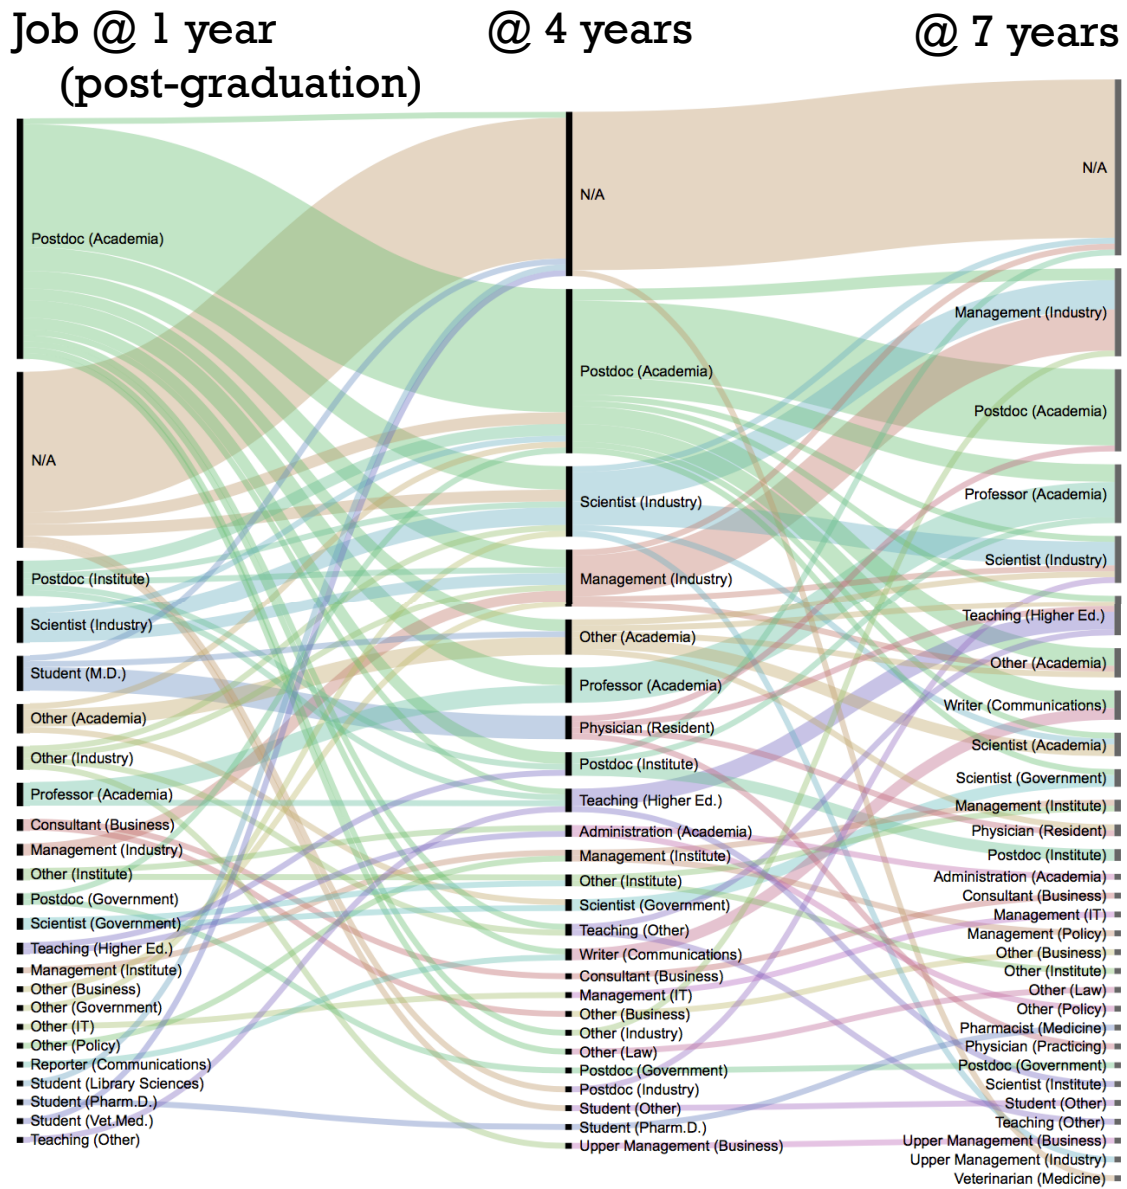 Job @ 1 year
(post-graduation)
@ 4 years
@ 7 years
Postdoc (Academia)
N/A
Postdoc (Institute)
Scientist (Industry)
Student (M.D.)
Other (Academia)
Other (Industry)
Professor (Academia)
Consultant (Business)
Management (Industry)
Other (Institute)
Postdoc (Government)
Scientist (Government)
Teaching (Higher Ed.)
Management (Institute)
Other (Business)
Other (Government)
Other (IT)
Other (Policy)
Reporter (Communications)
Student (Library Sciences)
Student (Pharm.D.)
Student (Vet.Med.)
Teaching (Other)
N/A
Postdoc (Academia)
Scientist (Industry)
Management (Industry)
Other (Academia)
Professor (Academia)
Physician (Resident)
Postdoc (Institute)
Teaching (Higher Ed.)
Administration (Academia)
Management (Institute)
Other (Institute)
Scientist (Government)
Teaching (Other)
Writer (Communications)
Consultant (Business)
Management (IT)
Other (Business)
Other (Industry)
Other (Law)
Postdoc (Government)
Postdoc (Industry)
Student (Other)
Student (Pharm.D.)
Upper Management (Business)
N/A
Management (Industry)
Postdoc (Academia)
Professor (Academia)
Scientist (Industry)
Teaching (Higher Ed.)
Other (Academia)
Writer (Communications)
Scientist (Academia)
Scientist (Government)
Management (Institute)
Physician (Resident)
Postdoc (Institute)
Administration (Academia)
Consultant (Business)
Management (IT)
Management (Policy)
Other (Business)
Other (Institute)
Other (Law)
Other (Policy)
Pharmacist (Medicine)
Physician (Practicing)
Postdoc (Government)
Scientist (Institute)
Student (Other)
Teaching (Other)
Upper Management (Business)
Upper Management (Industry)
Veterinarian (Medicine)